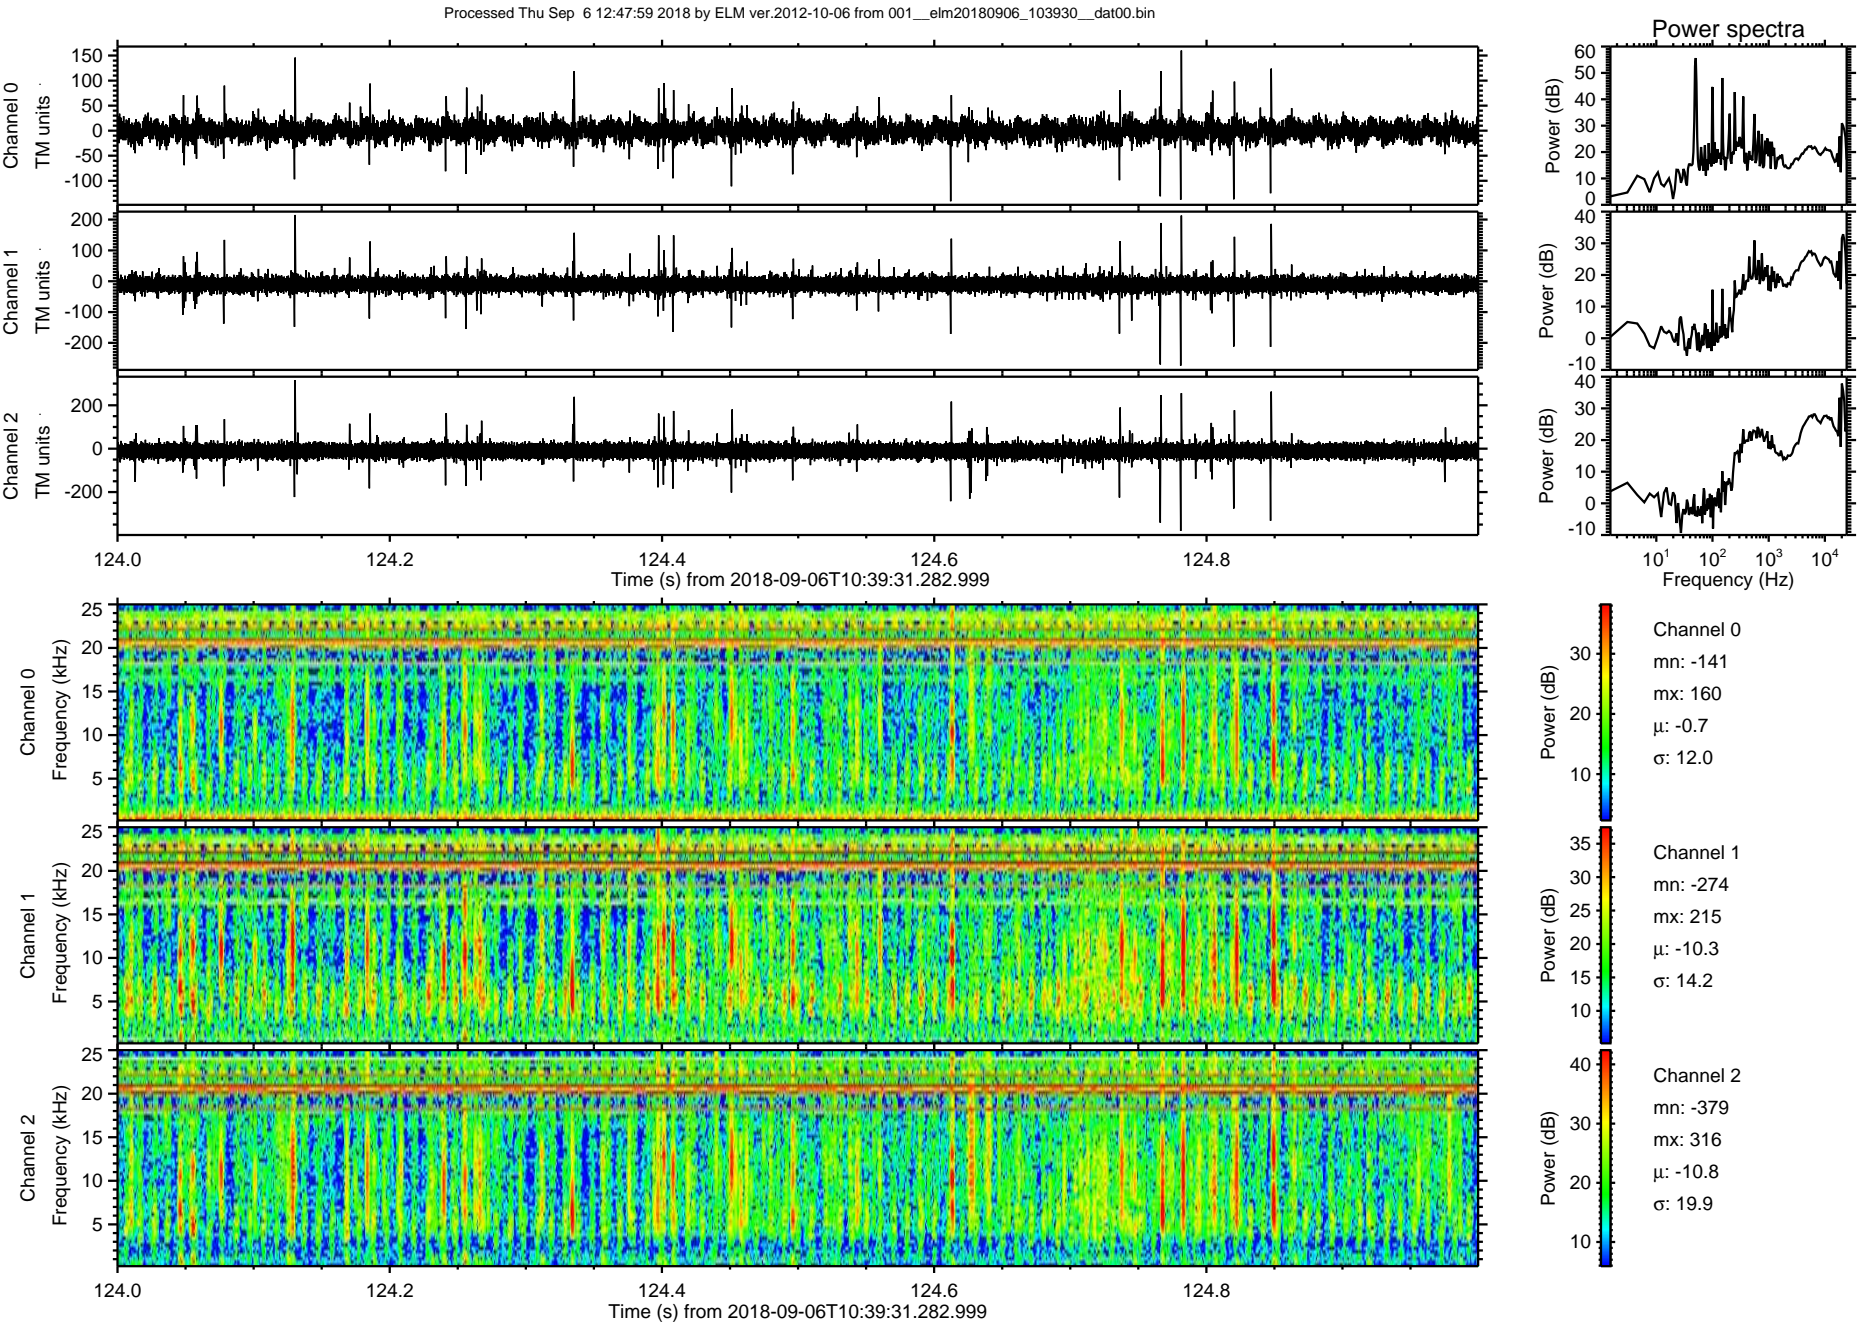 Processed Thu Sep  6 12:47:59 2018 by ELM ver.2012-10-06 from 001__elm20180906_103930__dat00.bin
Power spectra
Channel 0
TM units
150
100
50
0
-50
-100
Power (dB)
60
50
40
30
20
10
0
Channel 1
TM units
200
100
0
-100
-200
Power (dB)
40
30
20
10
0
-10
Channel 2
TM units
200
0
-200
Power (dB)
40
30
20
10
0
-10
124.0 124.2 124.4 124.6 124.8
Time (s) from 2018-09-06T10:39:31.282.999
10^1 10^2 10^3 10^4
Frequency (Hz)
Channel 0
Frequency (kHz)
25
20
15
10
5
Power (dB)
30
20
10
Channel 0
mn: -141
mx: 160
μ: -0.7
σ: 12.0
Channel 1
Frequency (kHz)
25
20
15
10
5
Power (dB)
35
30
25
20
15
10
Channel 1
mn: -274
mx: 215
μ: -10.3
σ: 14.2
Channel 2
Frequency (kHz)
25
20
15
10
5
Power (dB)
40
30
20
10
Channel 2
mn: -379
mx: 316
μ: -10.8
σ: 19.9
124.0 124.2 124.4 124.6 124.8
Time (s) from 2018-09-06T10:39:31.282.999